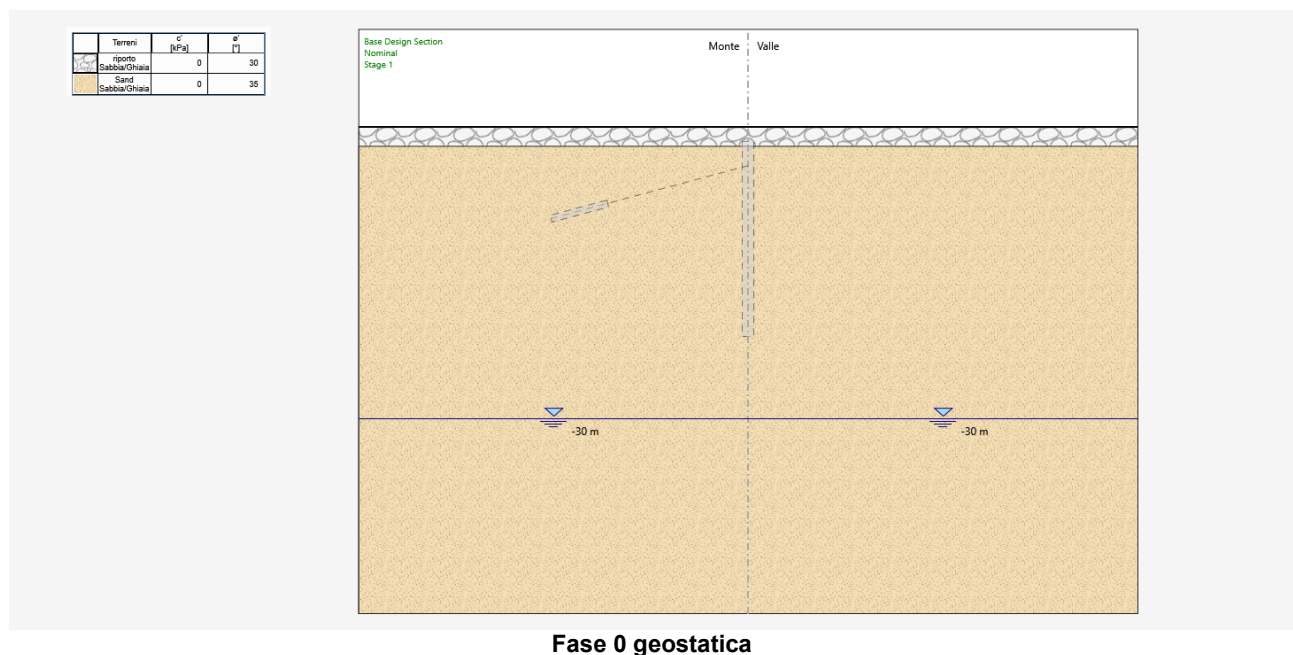 Terreni c' [kPa] ø' [°]
riporto
Sabbia/Ghiaia 0 30
Sand
Sabbia/Ghiaia 0 35
Base Design Section
Nominal
Stage 1
Monte Valle
-30 m -30 m
Fase 0 geostatica